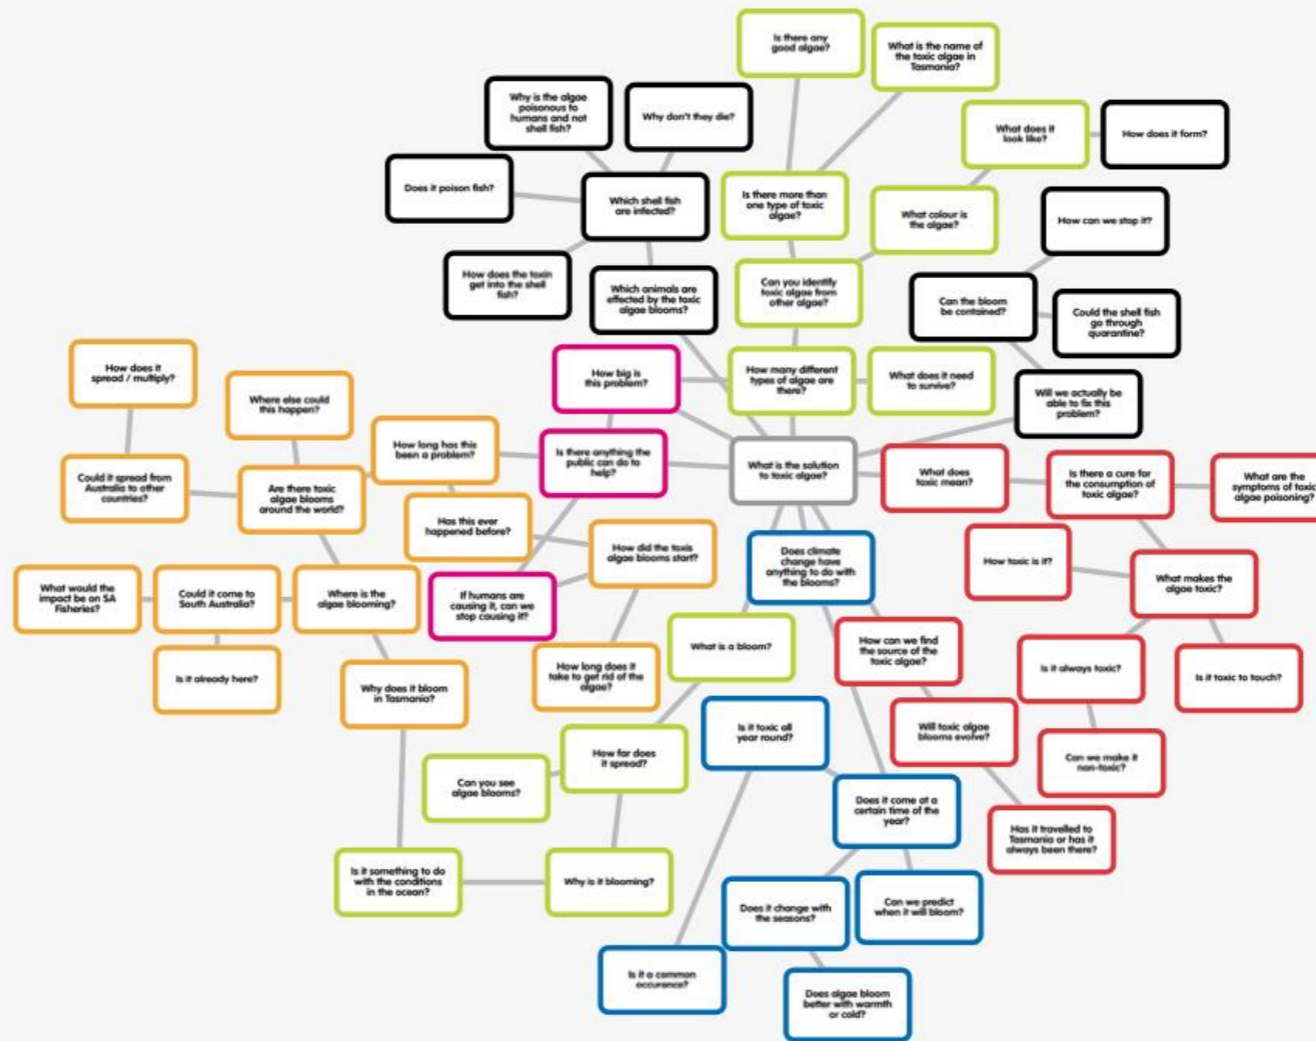 Is there any
good algae?
What is the name of
the toxic algae in
Tasmania?
Why is the algae
poisonous to
humans and not
shell fish?
Why don't they die?
What does it
look like?
How does it form?
Does it poison fish?
Which shell fish
are infected?
Is there more than
one type of toxic
algae?
What colour is
the algae?
How can we stop it?
How does the toxin
get into the shell
fish?
Which animals are
effected by the toxic
algae blooms?
Can you identify
toxic algae from
other algae?
Can the bloom
be contained?
Could the shell fish
go through
quarantine?
How does it
spread / multiply?
Where else could
this happen?
How big is
this problem?
How many different
types of algae are
there?
What does it need
to survive?
Will we actually be
able to fix this
problem?
How long has this
been a problem?
Is there anything the
public can do to
help?
What is the solution
to toxic algae?
What does
toxic mean?
Is there a cure for
the consumption of
toxic algae?
What are the
symptoms of toxic
algae poisoning?
Could it spread from
Australia to other
countries?
Are there toxic
algae blooms
around the world?
Has this ever
happened before?
How did the toxis
algae blooms start?
Does climate
change have
anything to do with
the blooms?
How toxic is it?
What makes the
algae toxic?
What would the
impact be on SA
Fisheries?
Could it come to
South Australia?
Where is the
algae blooming?
If humans are
causing it, can we
stop causing it?
What is a bloom?
How can we find
the source of the
toxic algae?
Is it always toxic?
Is it toxic to touch?
Is it already here?
Why does it bloom
in Tasmania?
How long does it
take to get rid of the
algae?
Is it toxic all
year round?
Will toxic algae
blooms evolve?
Can we make it
non-toxic?
Can you see
algae blooms?
How far does
it spread?
Does it come at a
certain time of the
year?
Has it travelled to
Tasmania or has it
always been there?
Is it something to do
with the conditions
in the ocean?
Why is it blooming?
Does it change with
the seasons?
Can we predict
when it will bloom?
Is it a common
occurance?
Does algae bloom
better with warmth
or cold?